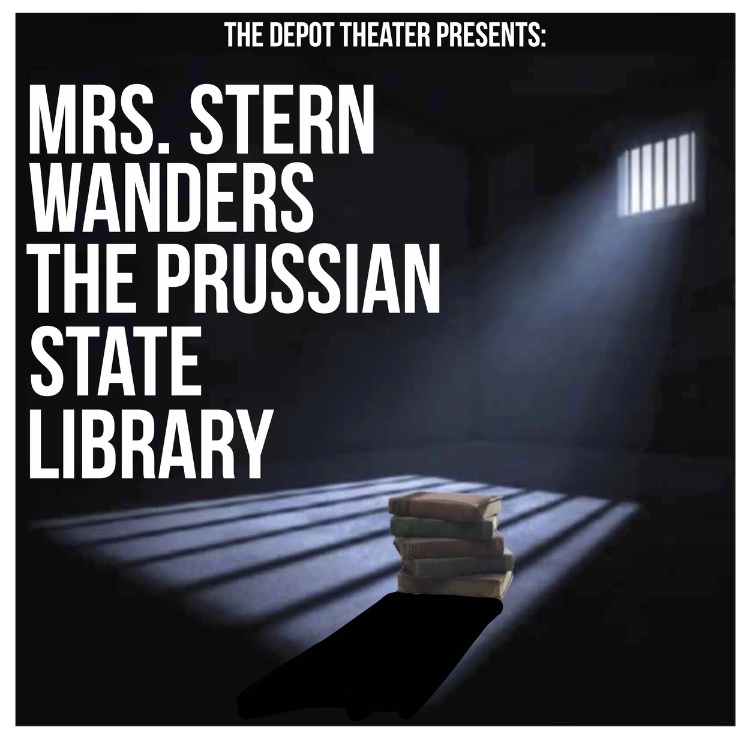 THE DEPOT THEATER PRESENTS:
MRS. STERN
WANDERS
THE PRUSSIAN
STATE
LIBRARY